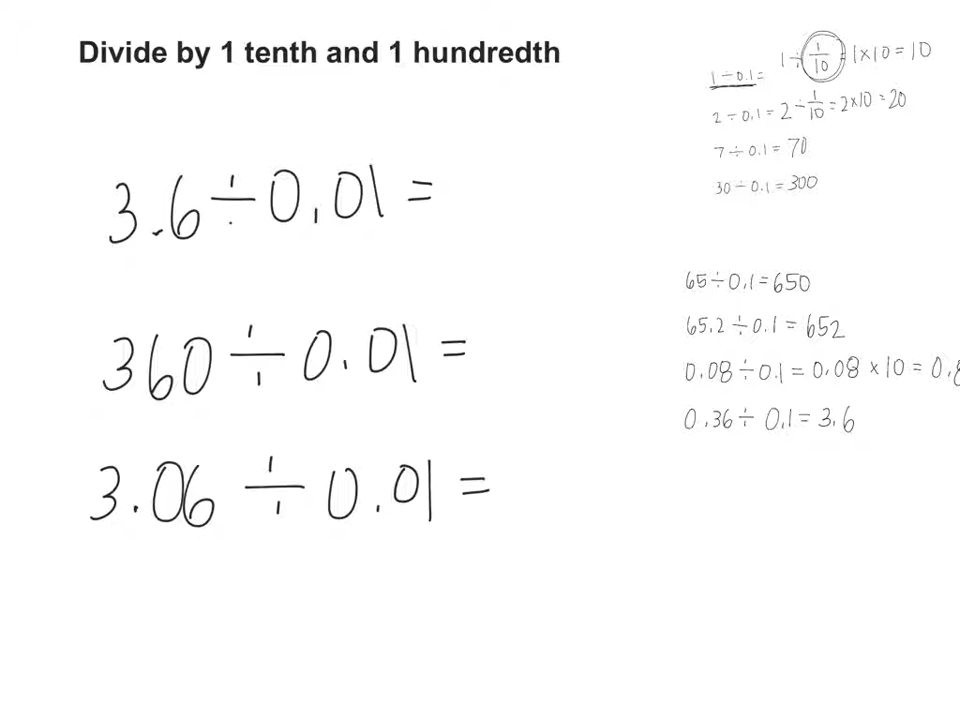 Divide by 1 tenth and 1 hundredth
3.6 ÷ 0.01 =
360 ÷ 0.01 =
3.06 ÷ 0.01 =
1 ÷ 0.1 = 1 ÷ 1/10 = 1 x 10 = 10
2 ÷ 0.1 = 2 ÷ 1/10 = 2 x 10 = 20
7 ÷ 0.1 = 70
30 ÷ 0.1 = 300
65 ÷ 0.1 = 650
65.2 ÷ 0.1 = 652
0.08 ÷ 0.1 = 0.08 x 10 = 0.8
0.36 ÷ 0.1 = 3.6